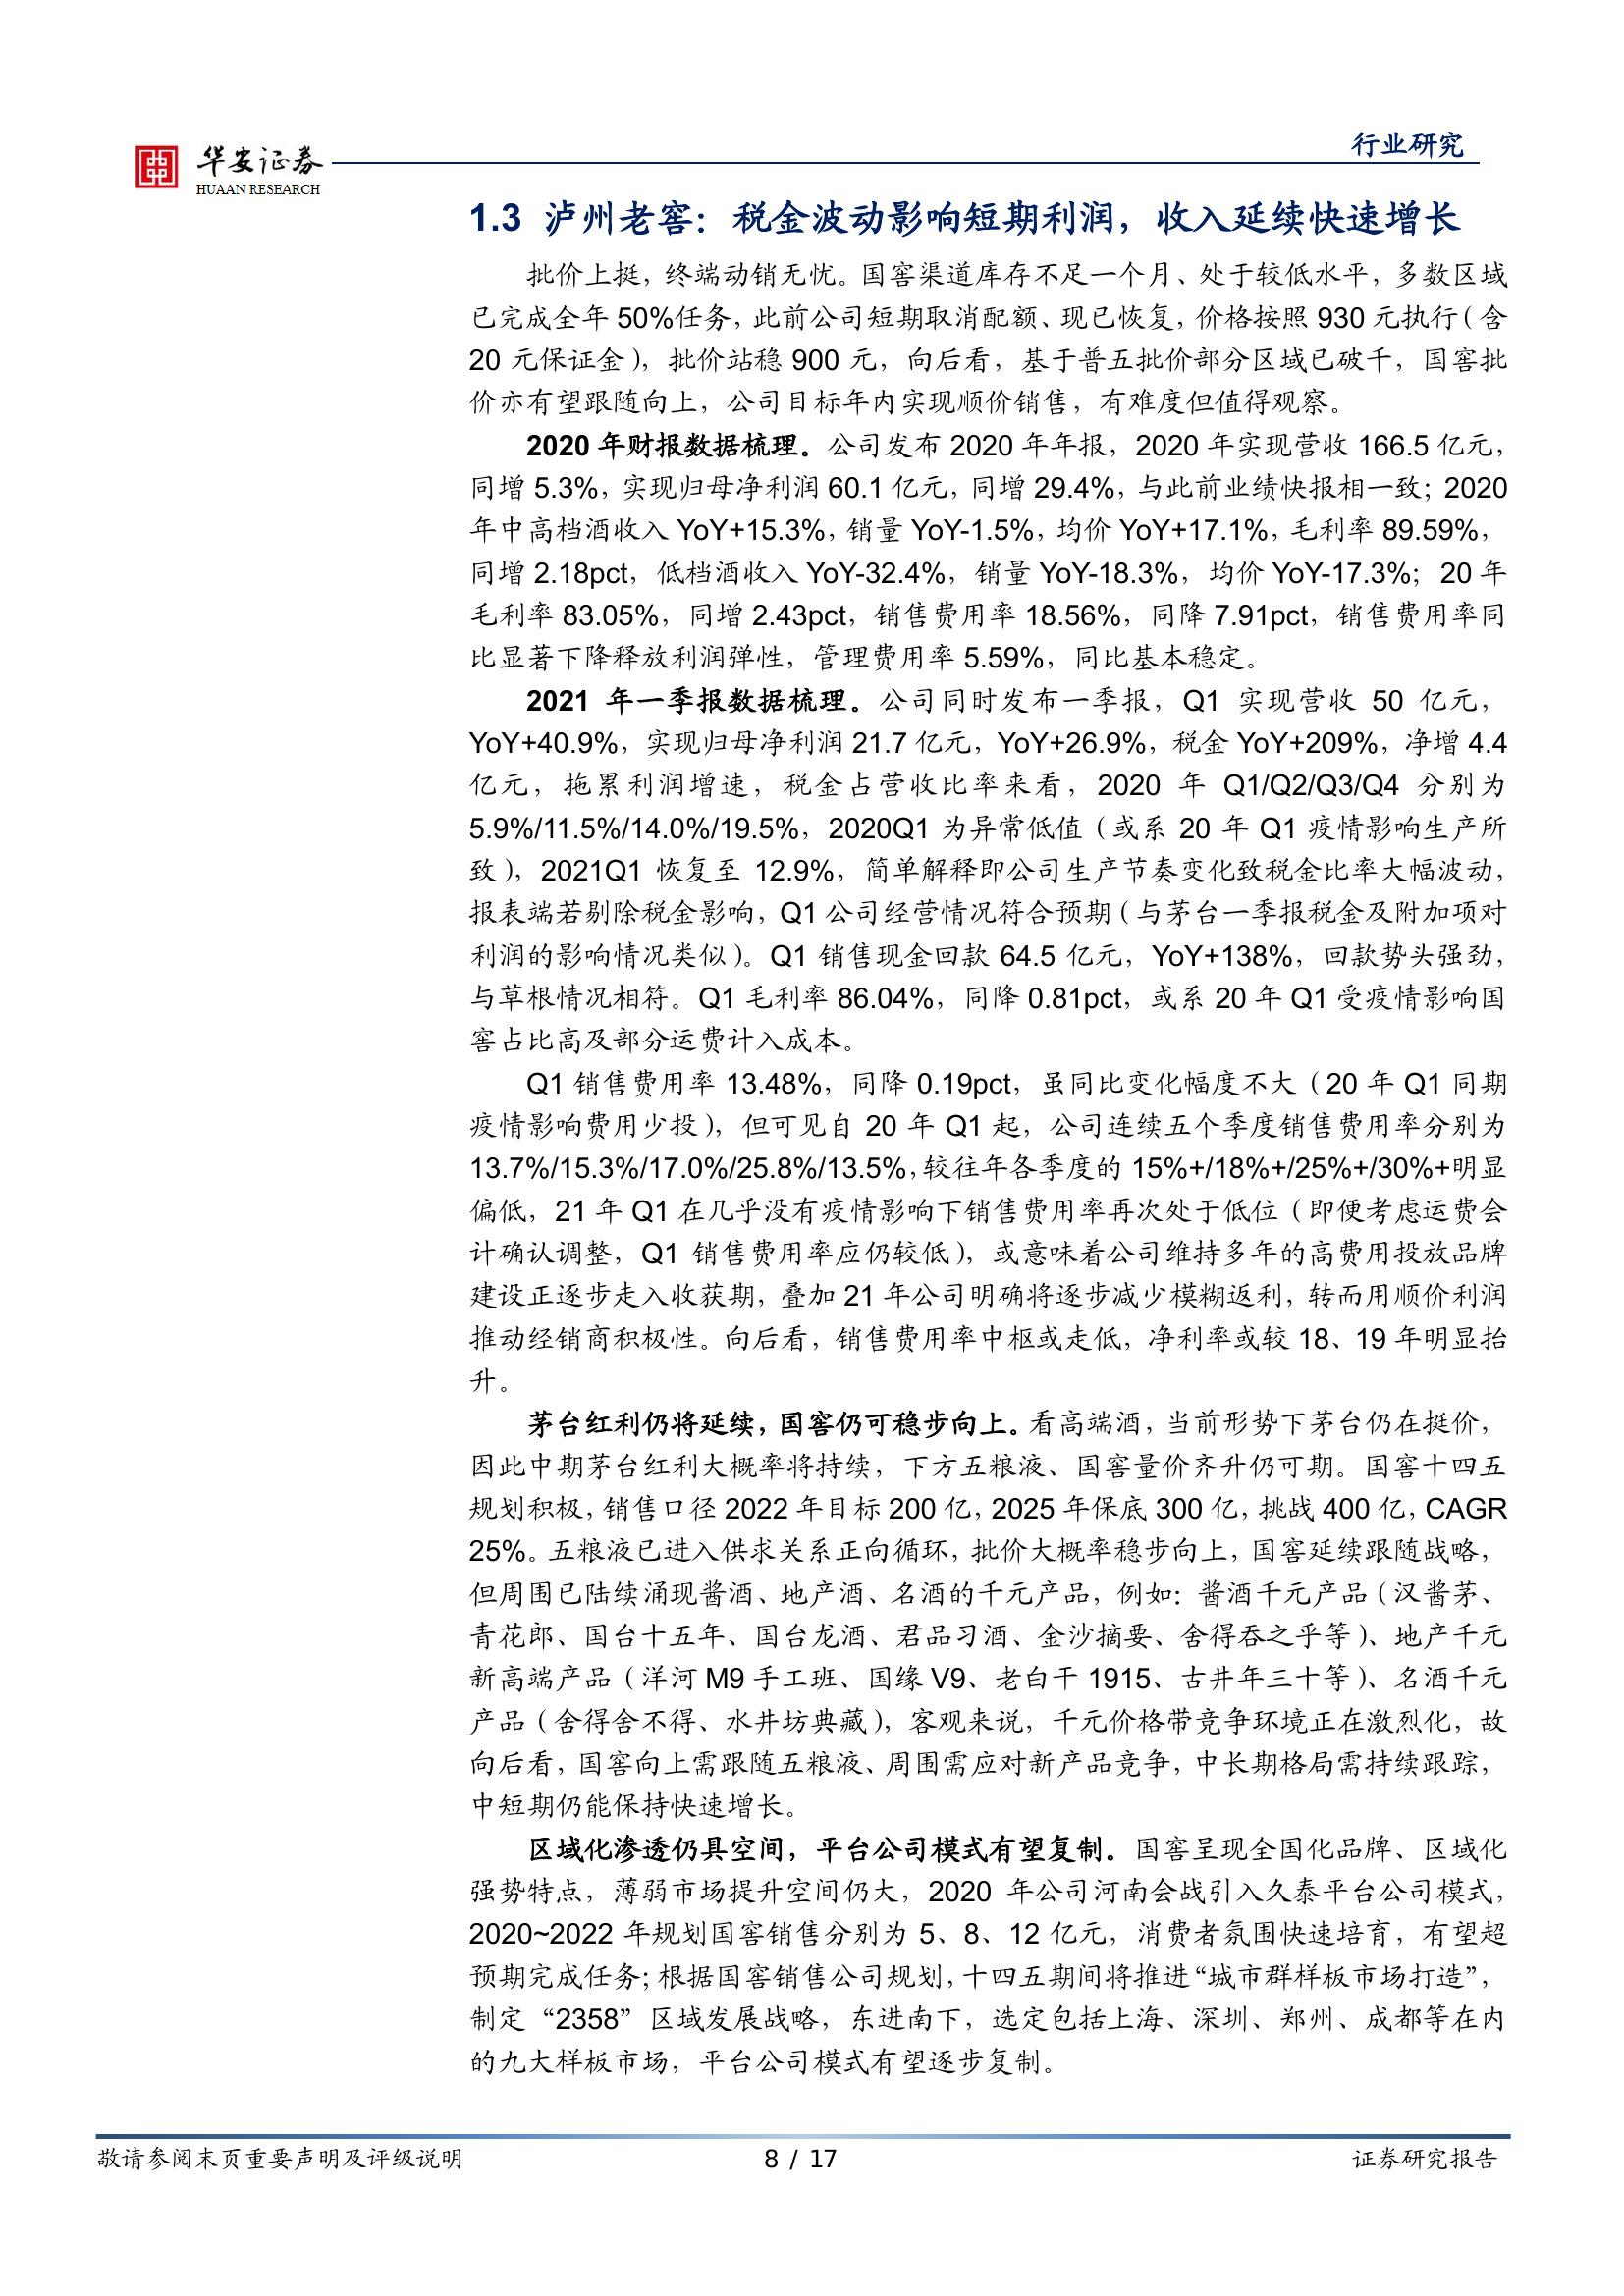 华安证券
HUAAN RESEARCH
行业研究
1.3 泸州老窖：税金波动影响短期利润，收入延续快速增长
批价上挺，终端动销无忧。国窖渠道库存不足一个月、处于较低水平，多数区域
已完成全年 50%任务，此前公司短期取消配额、现已恢复，价格按照 930 元执行（含
20 元保证金），批价站稳 900 元，向后看，基于普五批价部分区域已破千，国窖批
价亦有望跟随向上，公司目标年内实现顺价销售，有难度但值得观察。
2020 年财报数据梳理。公司发布 2020 年年报，2020 年实现营收 166.5 亿元，
同增 5.3%，实现归母净利润 60.1 亿元，同增 29.4%，与此前业绩快报相一致；2020
年中高档酒收入 YoY+15.3%，销量 YoY-1.5%，均价 YoY+17.1%，毛利率 89.59%，
同增 2.18pct，低档酒收入 YoY-32.4%，销量 YoY-18.3%，均价 YoY-17.3%；20 年
毛利率 83.05%，同增 2.43pct，销售费用率 18.56%，同降 7.91pct，销售费用率同
比显著下降释放利润弹性，管理费用率 5.59%，同比基本稳定。
2021 年一季报数据梳理。公司同时发布一季报，Q1 实现营收 50 亿元，
YoY+40.9%，实现归母净利润 21.7 亿元，YoY+26.9%，税金 YoY+209%，净增 4.4
亿元，拖累利润增速，税金占营收比率来看，2020 年 Q1/Q2/Q3/Q4 分别为
5.9%/11.5%/14.0%/19.5%，2020Q1 为异常低值（或系 20 年 Q1 疫情影响生产所
致），2021Q1 恢复至 12.9%，简单解释即公司生产节奏变化致税金比率大幅波动，
报表端若剔除税金影响，Q1 公司经营情况符合预期（与茅台一季报税金及附加项对
利润的影响情况类似）。Q1 销售现金回款 64.5 亿元，YoY+138%，回款势头强劲，
与草根情况相符。Q1 毛利率 86.04%，同降 0.81pct，或系 20 年 Q1 受疫情影响国
窖占比高及部分运费计入成本。
Q1 销售费用率 13.48%，同降 0.19pct，虽同比变化幅度不大（20 年 Q1 同期
疫情影响费用少投），但可见自 20 年 Q1 起，公司连续五个季度销售费用率分别为
13.7%/15.3%/17.0%/25.8%/13.5%，较往年各季度的 15%+/18%+/25%+/30%+明显
偏低，21 年 Q1 在几乎没有疫情影响下销售费用率再次处于低位（即便考虑运费会
计确认调整，Q1 销售费用率应仍较低），或意味着公司维持多年的高费用投放品牌
建设正逐步走入收获期，叠加 21 年公司明确将逐步减少模糊返利，转而用顺价利润
推动经销商积极性。向后看，销售费用率中枢或走低，净利率或较 18、19 年明显抬
升。
茅台红利仍将延续，国窖仍可稳步向上。看高端酒，当前形势下茅台仍在挺价，
因此中期茅台红利大概率将持续，下方五粮液、国窖量价齐升仍可期。国窖十四五
规划积极，销售口径 2022 年目标 200 亿，2025 年保底 300 亿，挑战 400 亿，CAGR
25%。五粮液已进入供求关系正向循环，批价大概率稳步向上，国窖延续跟随战略，
但周围已陆续涌现酱酒、地产酒、名酒的千元产品，例如：酱酒千元产品（汉酱茅、
青花郎、国台十五年、国台龙酒、君品习酒、金沙摘要、舍得吞之乎等）、地产千元
新高端产品（洋河 M9 手工班、国缘 V9、老白干 1915、古井年三十等）、名酒千元
产品（舍得舍不得、水井坊典藏），客观来说，千元价格带竞争环境正在激烈化，故
向后看，国窖向上需跟随五粮液、周围需应对新产品竞争，中长期格局需持续跟踪，
中短期仍能保持快速增长。
区域化渗透仍具空间，平台公司模式有望复制。国窖呈现全国化品牌、区域化
强势特点，薄弱市场提升空间仍大，2020 年公司河南会战引入久泰平台公司模式，
2020~2022 年规划国窖销售分别为 5、8、12 亿元，消费者氛围快速培育，有望超
预期完成任务；根据国窖销售公司规划，十四五期间将推进“城市群样板市场打造”，
制定“2358”区域发展战略，东进南下，选定包括上海、深圳、郑州、成都等在内
的九大样板市场，平台公司模式有望逐步复制。
敬请参阅末页重要声明及评级说明
8 / 17
证券研究报告